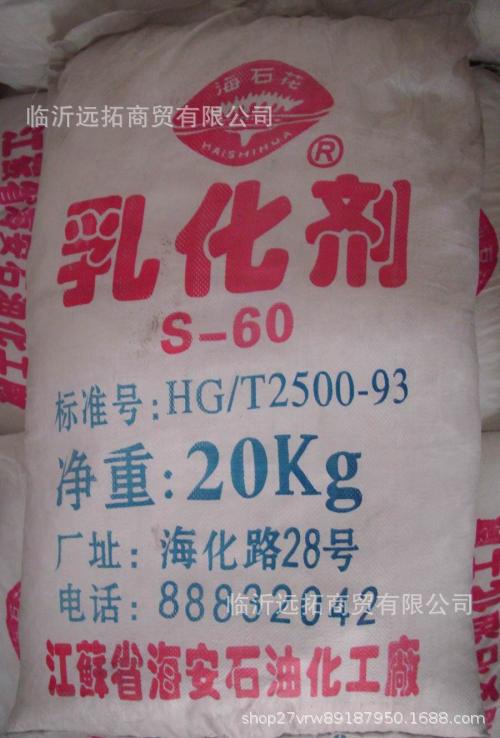 海石花
HAISHIHUA
®
临沂远拓商贸有限公司
乳化剂
S-60
标准号:HG/T2500-93
净重:20Kg
厂址:海化路28号
电话:88802042
临沂远拓商贸有限公司
江蘇省海安石油化工廠
shop27vrw89187950.1688.com